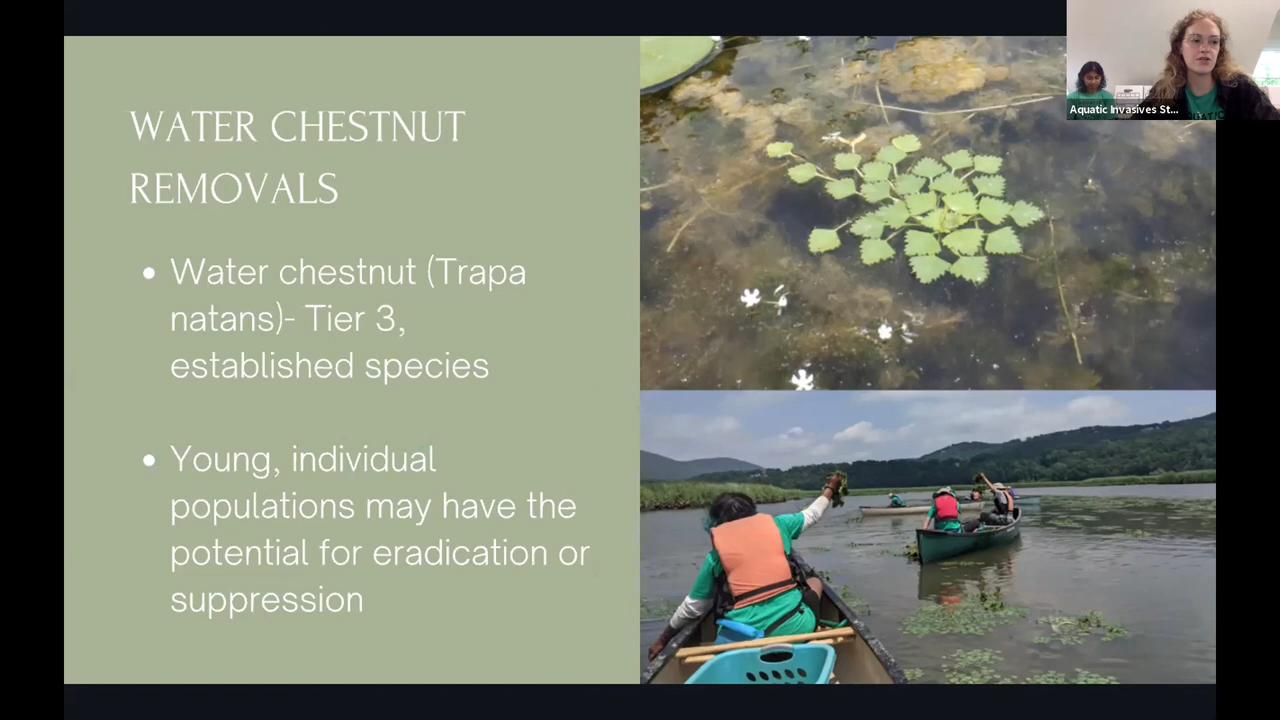 WATER CHESTNUT
REMOVALS
• Water chestnut (Trapa
natans)- Tier 3,
established species
• Young, individual
populations may have the
potential for eradication or
suppression
Aquatic Invasives St...